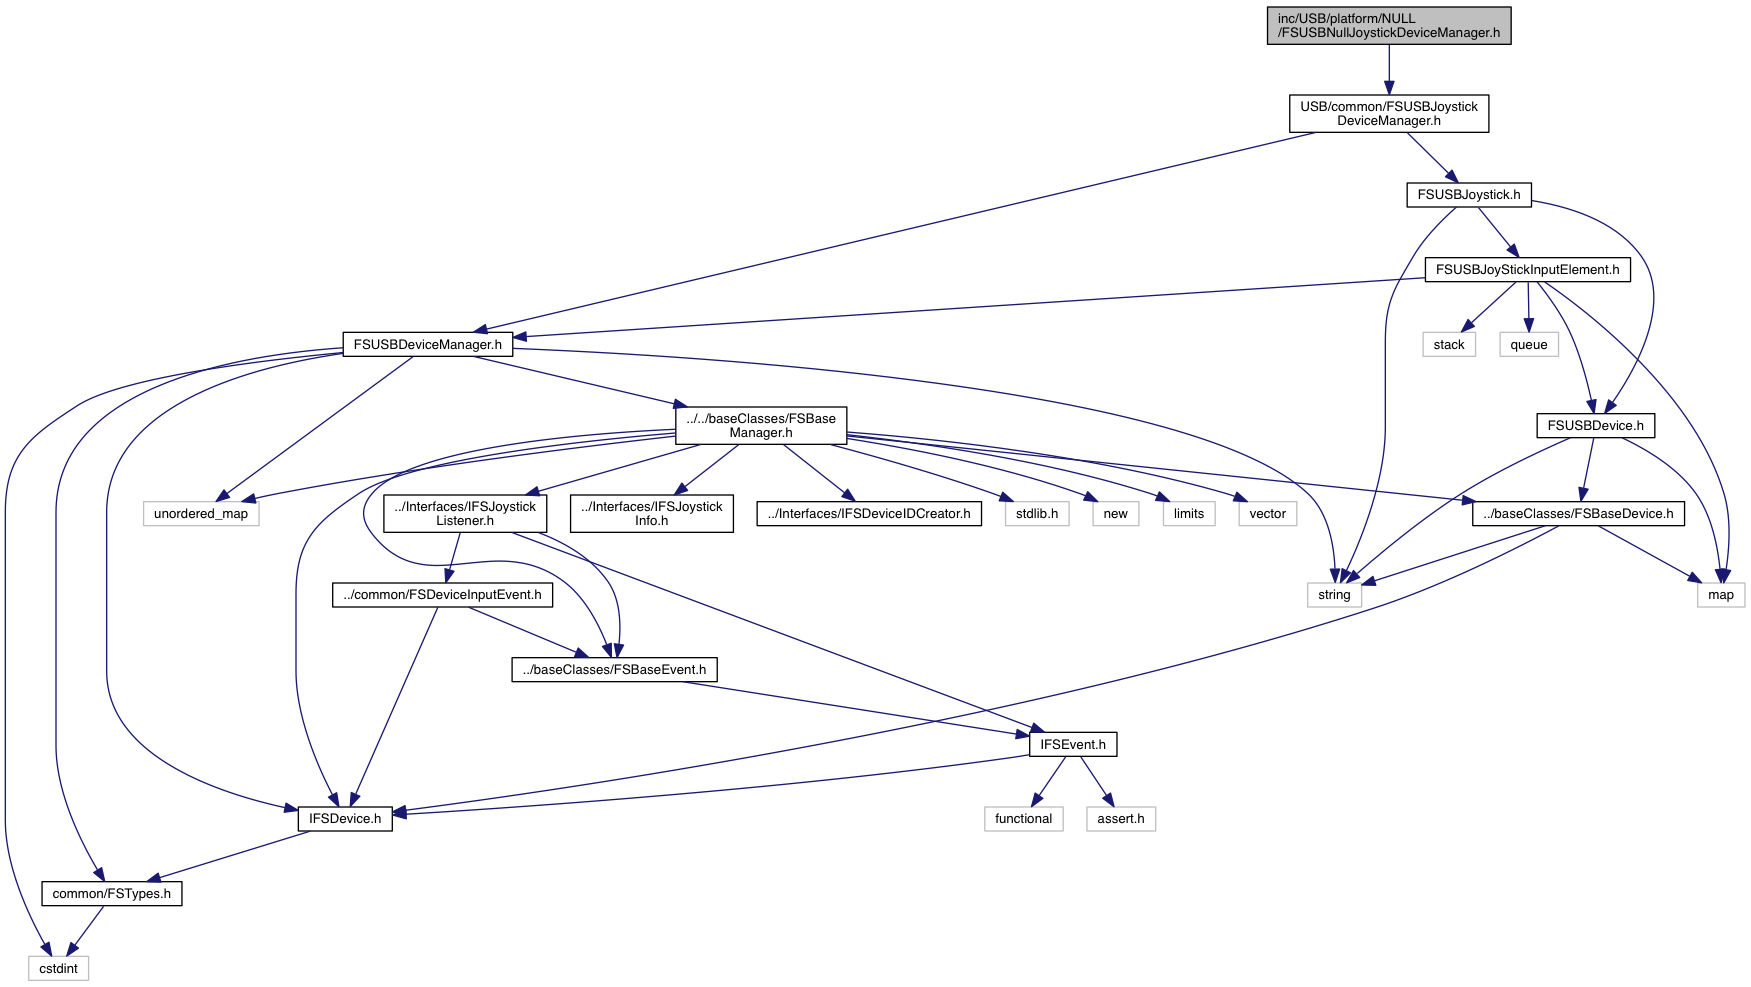 inc/USB/platform/NULL
/FSUSBNullJoystickDeviceManager.h
USB/common/FSUSBJoystick
DeviceManager.h
FSUSBJoystick.h
FSUSBJoyStickInputElement.h
FSUSBDeviceManager.h
stack
queue
../../baseClasses/FSBase
Manager.h
FSUSBDevice.h
unordered_map
../Interfaces/IFSJoystick
Listener.h
../Interfaces/IFSJoystick
Info.h
../Interfaces/IFSDeviceIDCreator.h
stdlib.h
new
limits
vector
../baseClasses/FSBaseDevice.h
../common/FSDeviceInputEvent.h
string
map
../baseClasses/FSBaseEvent.h
IFSEvent.h
IFSDevice.h
functional
assert.h
common/FSTypes.h
cstdint